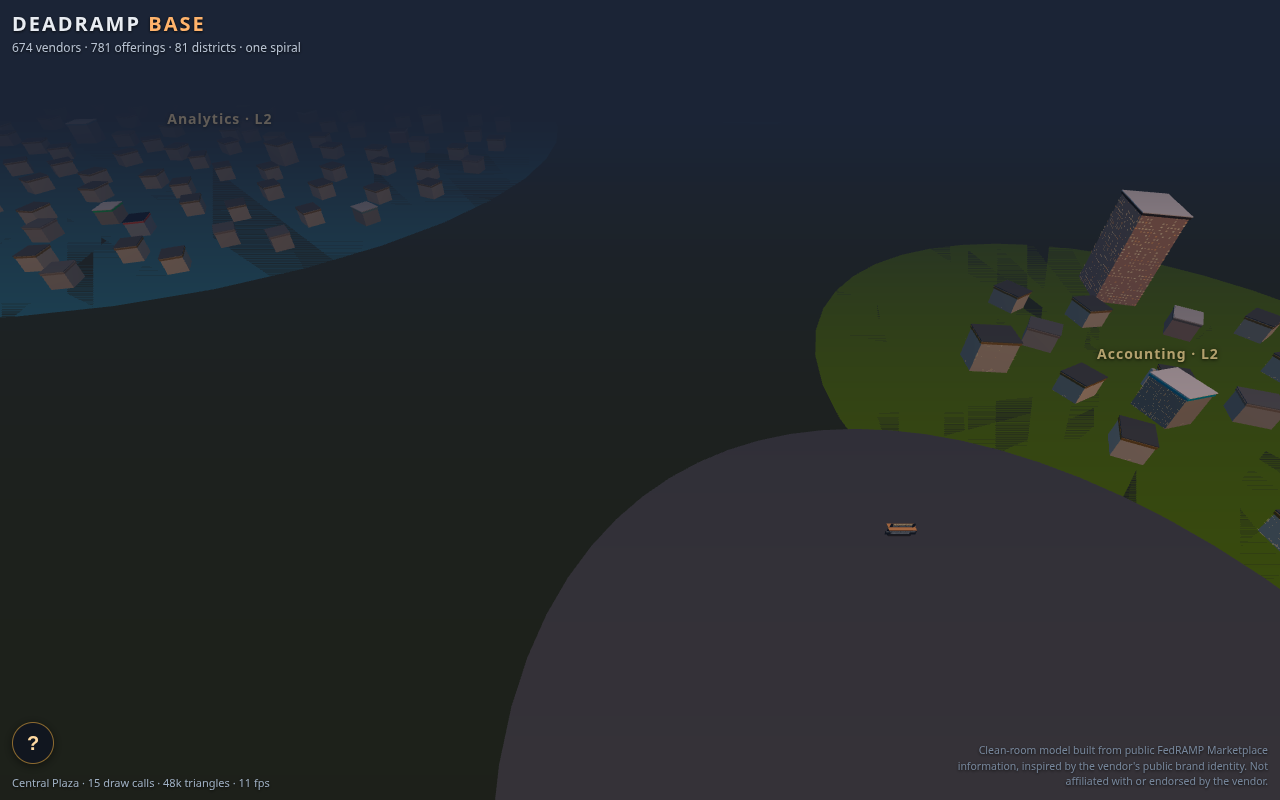 DEADRAMP BASE
674 vendors · 781 offerings · 81 districts · one spiral
Analytics · L2
Accounting · L2
?
Central Plaza · 15 draw calls · 48k triangles · 11 fps
Clean-room model built from public FedRAMP Marketplace
information, inspired by the vendor's public brand identity. Not
affiliated with or endorsed by the vendor.